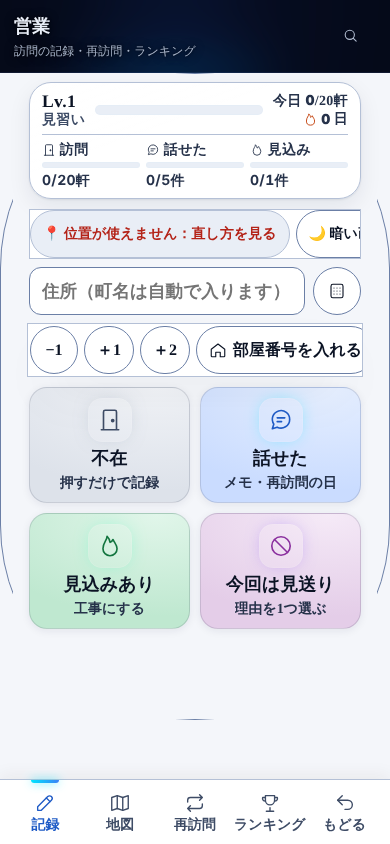 営業
訪問の記録・再訪問・ランキング
Lv.1
見習い
今日 0/20軒
0 日
訪問
話せた
見込み
0/20軒
0/5件
0/1件
位置が使えません：直し方を見る
暗い
住所（町名は自動で入ります）
−1
＋1
＋2
部屋番号を入れる
不在
押すだけで記録
話せた
メモ・再訪問の日
見込みあり
工事にする
今回は見送り
理由を1つ選ぶ
記録
地図
再訪問
ランキング
もどる